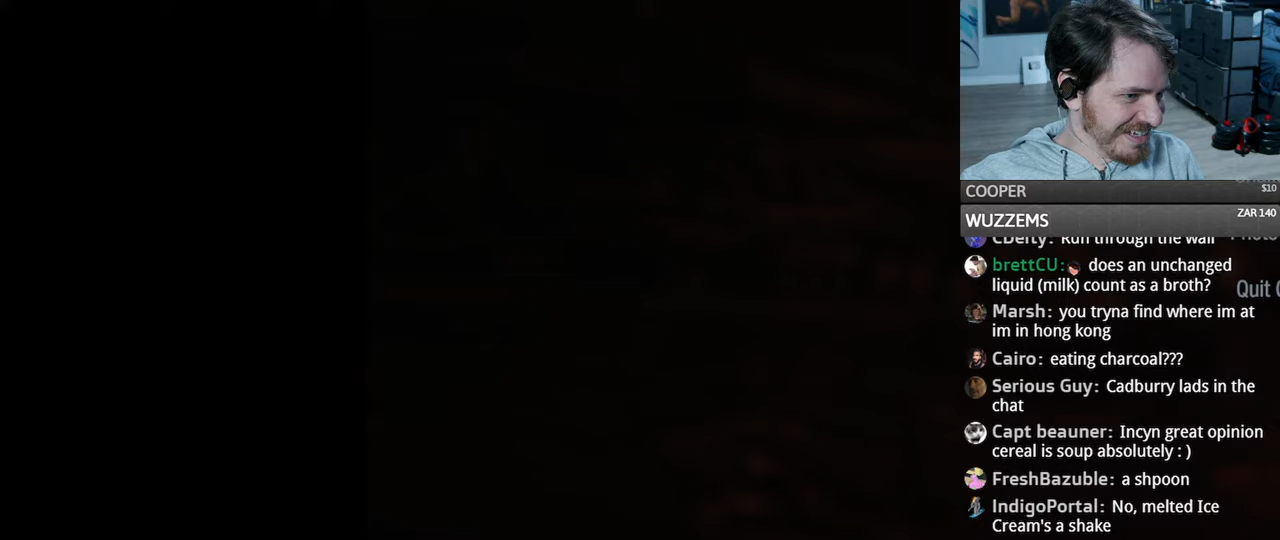 COOPER
$10
WUZZEMS
ZAR 140
CDeity: Run through the wall
brettCU: does an unchanged
liquid (milk) count as a broth?
Quit
Marsh: you tryna find where im at
im in hong kong
Cairo: eating charcoal???
Serious Guy: Cadburry lads in the
chat
Capt beauner: Incyn great opinion
cereal is soup absolutely : )
FreshBazuble: a shpoon
IndigoPortal: No, melted Ice
Cream's a shake